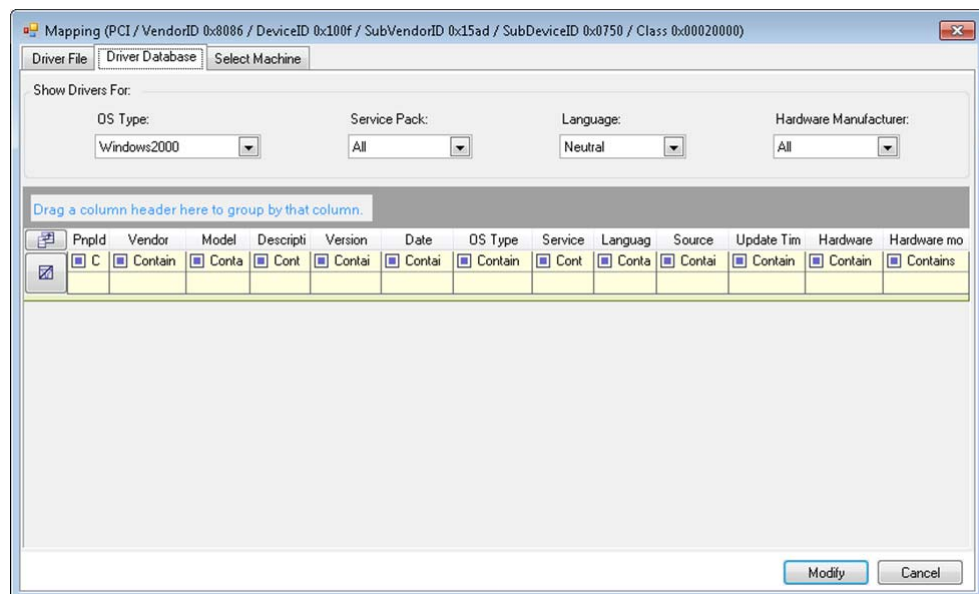 Mapping (PCI / VendorID 0x8086 / DeviceID 0x100f / SubVendorID 0x15ad / SubDeviceID 0x0750 / Class 0x00020000)
Driver File Driver Database Select Machine
Show Drivers For:
OS Type: Service Pack: Language: Hardware Manufacturer:
Windows2000 All Neutral All
Drag a column header here to group by that column.
PnpId Vendor Model Descripti Version Date OS Type Service Languag Source Update Tim Hardware Hardware mo
C Contain Conta Cont Contai Contai Contain Cont Conta Contai Contain Contain Contains
Modify Cancel